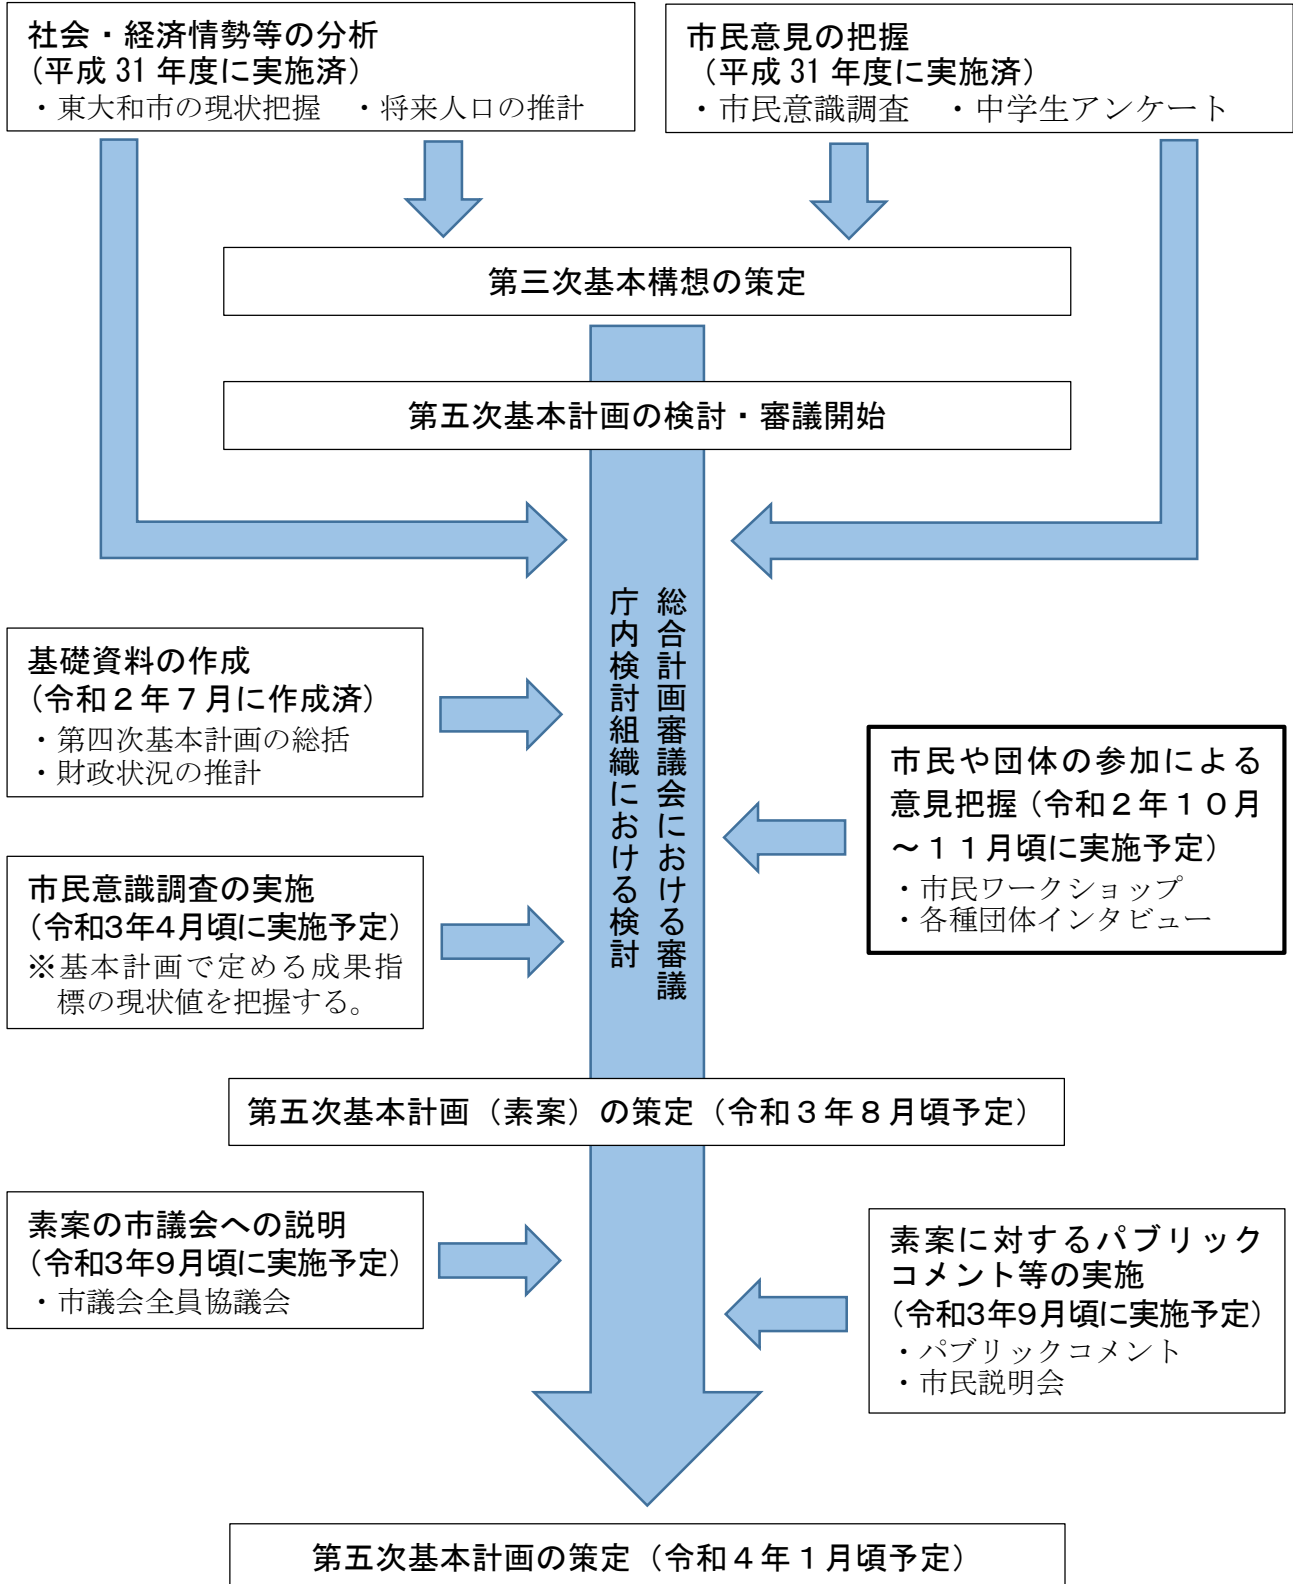 社会・経済情勢等の分析
(平成 31 年度に実施済)
・東大和市の現状把握　・将来人口の推計
市民意見の把握
（平成 31 年度に実施済）
・市民意識調査　・中学生アンケート
第三次基本構想の策定
第五次基本計画の検討・審議開始
総合計画審議会における審議
庁内検討組織における検討
基礎資料の作成
(令和２年７月に作成済)
・第四次基本計画の総括
・財政状況の推計
市民や団体の参加による
意見把握（令和２年１０月
～１１月頃に実施予定）
・市民ワークショップ
・各種団体インタビュー
市民意識調査の実施
(令和3年4月頃に実施予定)
※基本計画で定める成果指
標の現状値を把握する。
第五次基本計画（素案）の策定（令和３年８月頃予定）
素案の市議会への説明
(令和3年9月頃に実施予定)
・市議会全員協議会
素案に対するパブリック
コメント等の実施
(令和3年9月頃に実施予定)
・パブリックコメント
・市民説明会
第五次基本計画の策定（令和４年１月頃予定）